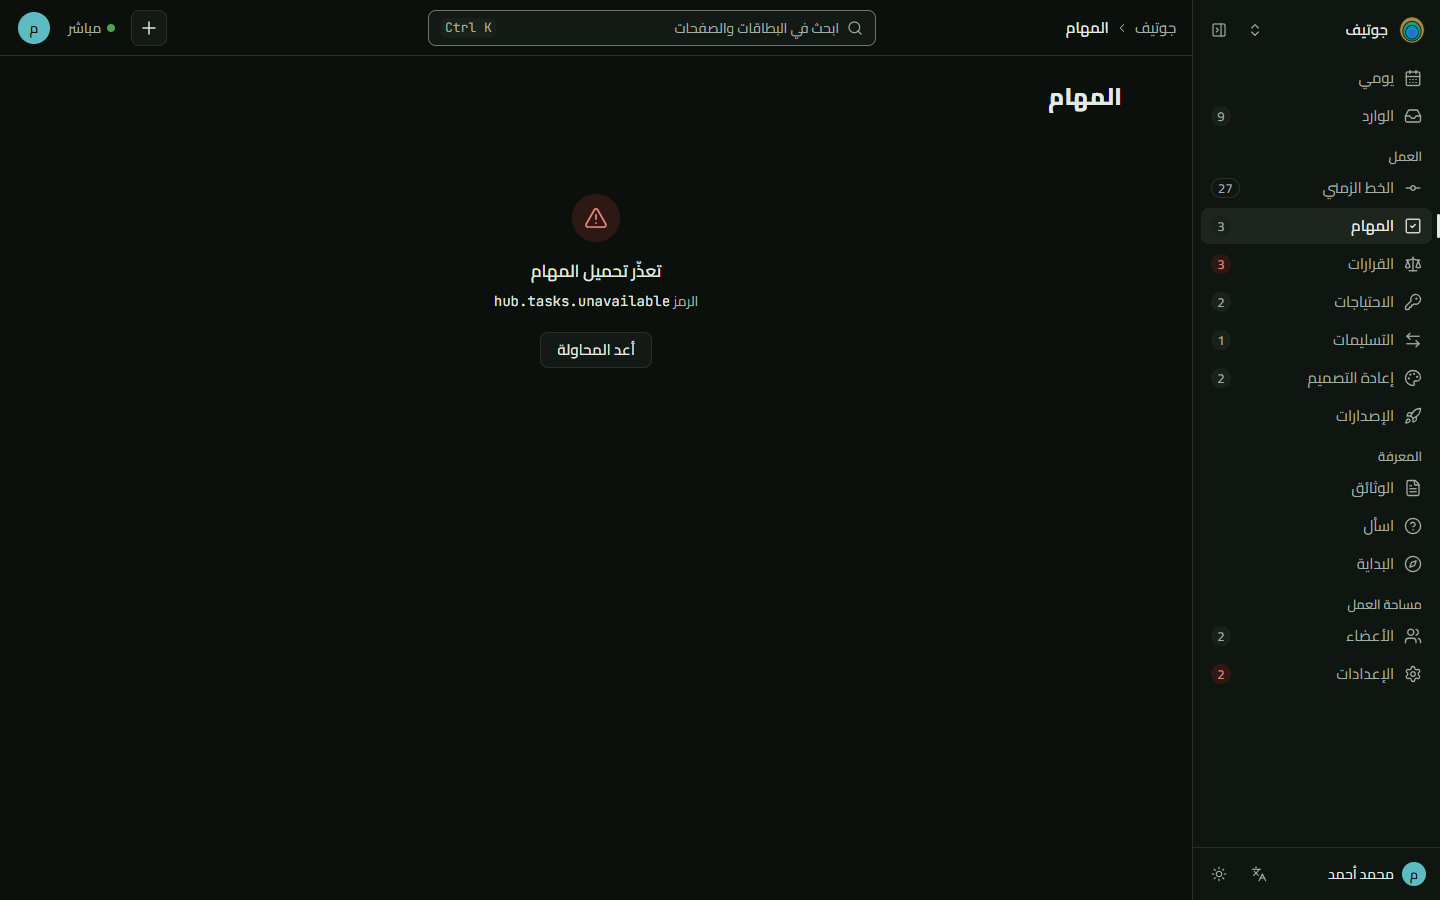 جوتيف
يومي
الوارد 9
العمل
الخط الزمني 27
المهام 3
القرارات 3
الاحتياجات 2
التسليمات 1
إعادة التصميم 2
الإصدارات
المعرفة
الوثائق
اسأل
البداية
مساحة العمل
الأعضاء 2
الإعدادات 2
م محمد أحمد
جوتيف المهام
ابحث في البطاقات والصفحات Ctrl K
مباشر م
المهام
تعذّر تحميل المهام
الرمز hub.tasks.unavailable
أعد المحاولة